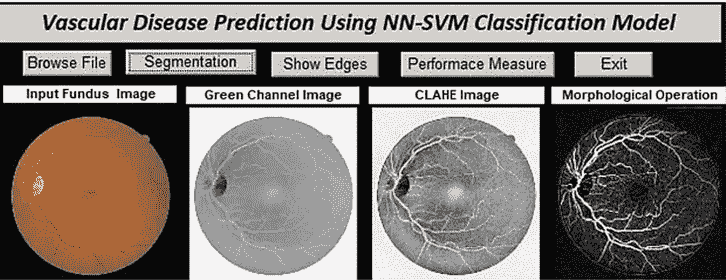 Vascular Disease Prediction Using NN-SVM Classification Model
Browse File Segmentation Show Edges Performace Measure Exit
Input Fundus Image Green Channel Image CLAHE Image Morphological Operation